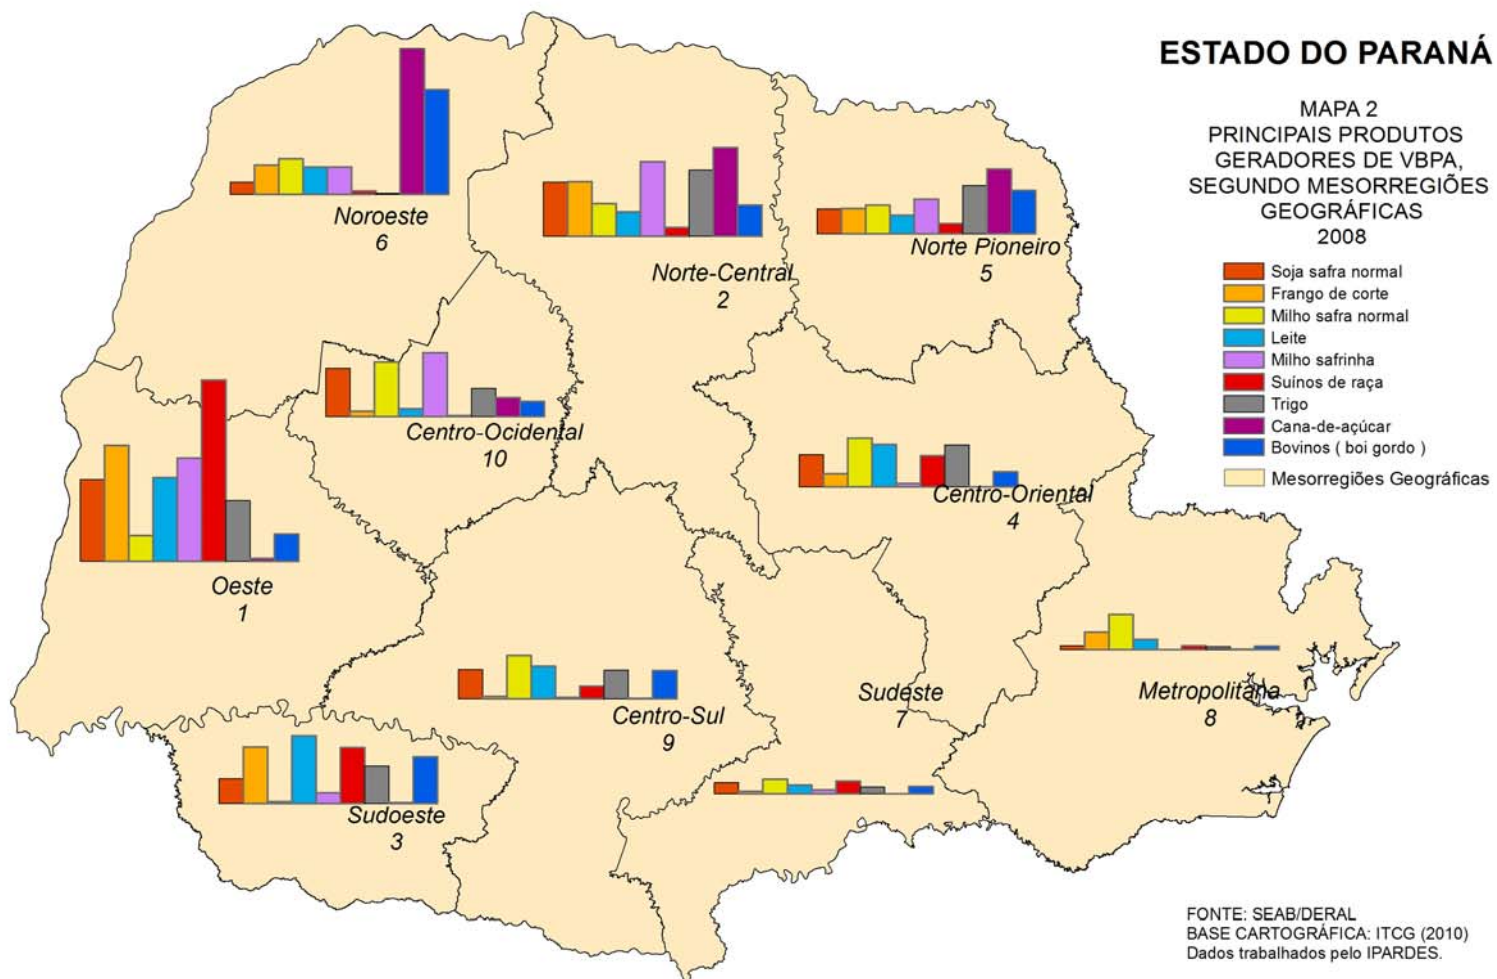 ESTADO DO PARANÁ
MAPA 2
PRINCIPAIS PRODUTOS
GERADORES DE VBPA,
SEGUNDO MESORREGIÕES
GEOGRÁFICAS
2008
Soja safra normal
Frango de corte
Milho safra normal
Leite
Milho safrinha
Suínos de raça
Trigo
Cana-de-açúcar
Bovinos ( boi gordo )
Mesorregiões Geográficas
Noroeste
6
Norte-Central
2
Norte Pioneiro
5
Centro-Ocidental
10
Centro-Oriental
4
Oeste
1
Centro-Sul
9
Sudeste
7
Metropolitana
8
Sudoeste
3
FONTE: SEAB/DERAL
BASE CARTOGRÁFICA: ITCG (2010)
Dados trabalhados pelo IPARDES.